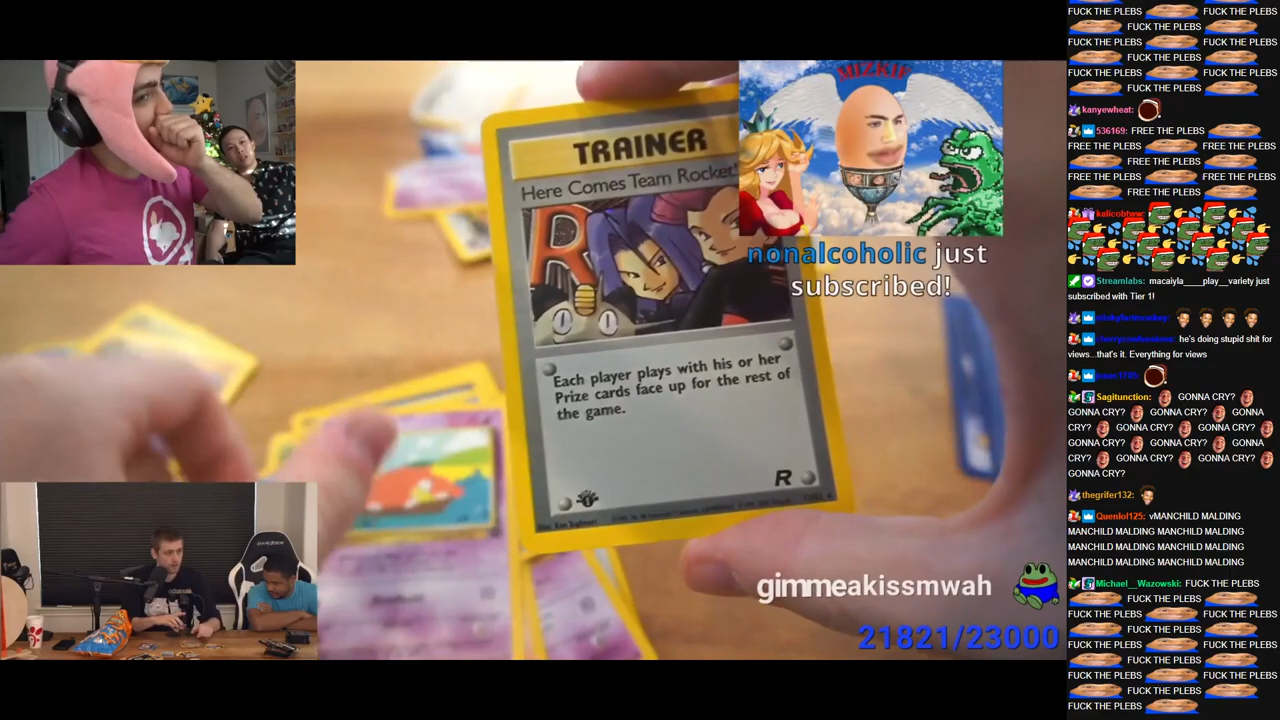 MIZKIF
TRAINER
Here Comes Team Rocket!
R
Each player plays with his or her
Prize cards face up for the rest of
the game.
R
1
nonalcoholic just
subscribed!
gimmeakissmwah
21821/23000
FUCK THE PLEBS
FUCK THE PLEBS
FUCK THE PLEBS FUCK THE PLEBS
FUCK THE PLEBS
FUCK THE PLEBS FUCK THE PLEBS
kanyewheat:
536169: FREE THE PLEBS
FREE THE PLEBS FREE THE PLEBS
FREE THE PLEBS
FREE THE PLEBS FREE THE PLEBS
FREE THE PLEBS
kalicobtww:
Streamlabs: macaiyla____play__variety just
subscribed with Tier 1!
he's doing stupid shit for
views...that's it. Everything for views
Sagitunction: GONNA CRY?
GONNA CRY? GONNA CRY? GONNA
CRY? GONNA CRY? GONNA CRY?
GONNA CRY? GONNA CRY? GONNA
CRY? GONNA CRY? GONNA CRY?
GONNA CRY?
thegrifer132:
Quenlol125: vMANCHILD MALDING
MANCHILD MALDING MANCHILD MALDING
MANCHILD MALDING MANCHILD MALDING
MANCHILD MALDING MANCHILD MALDING
Michael__Wazowski: FUCK THE PLEBS
FUCK THE PLEBS
FUCK THE PLEBS FUCK THE PLEBS
FUCK THE PLEBS
FUCK THE PLEBS FUCK THE PLEBS
FUCK THE PLEBS
FUCK THE PLEBS FUCK THE PLEBS
FUCK THE PLEBS
FUCK THE PLEBS FUCK THE PLEBS